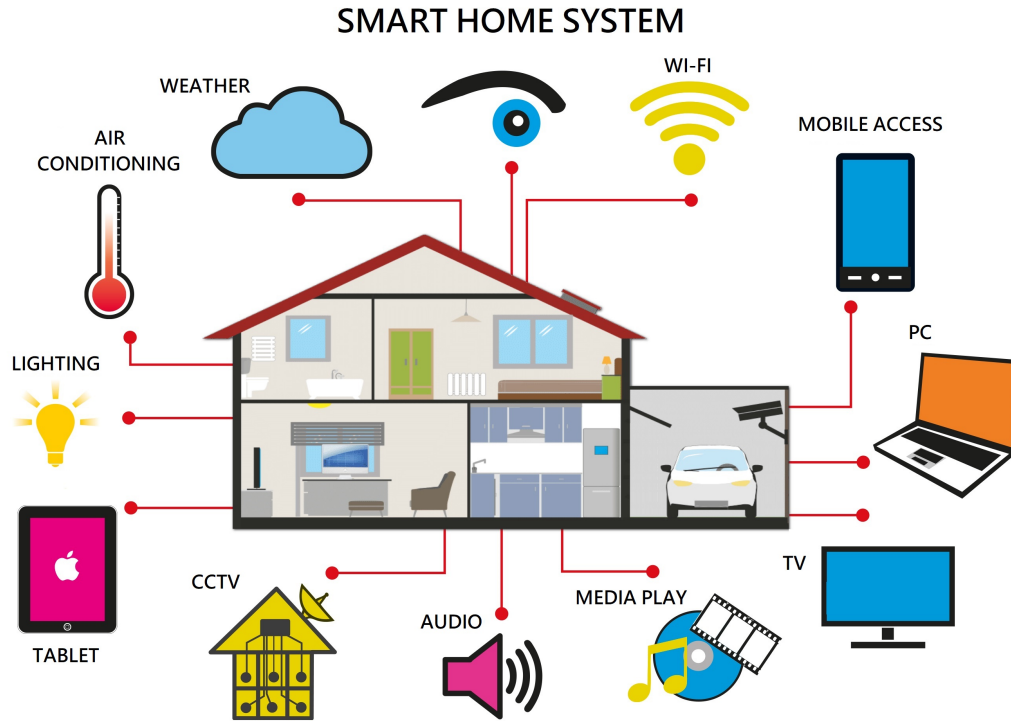 SMART HOME SYSTEM
WEATHER
WI-FI
AIR
CONDITIONING
MOBILE ACCESS
LIGHTING
PC
TABLET
CCTV
AUDIO
MEDIA PLAY
TV